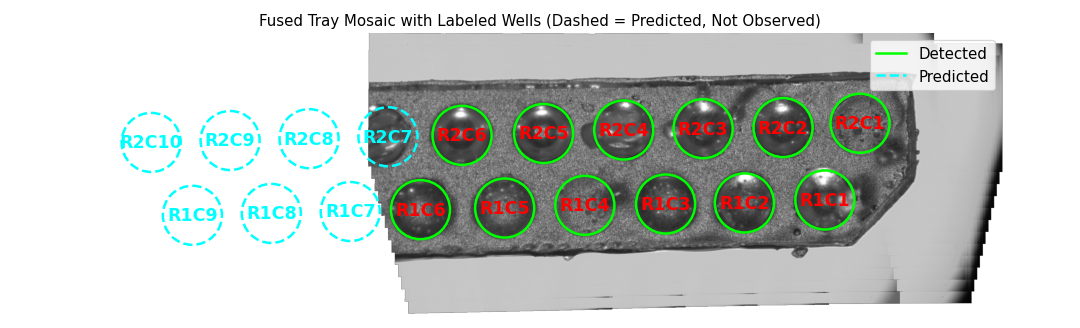 Fused Tray Mosaic with Labeled Wells (Dashed = Predicted, Not Observed)
Detected
Predicted
R2C10 R2C9 R2C8 R2C7 R2C6 R2C5 R2C4 R2C3 R2C2 R2C1
R1C9 R1C8 R1C7 R1C6 R1C5 R1C4 R1C3 R1C2 R1C1